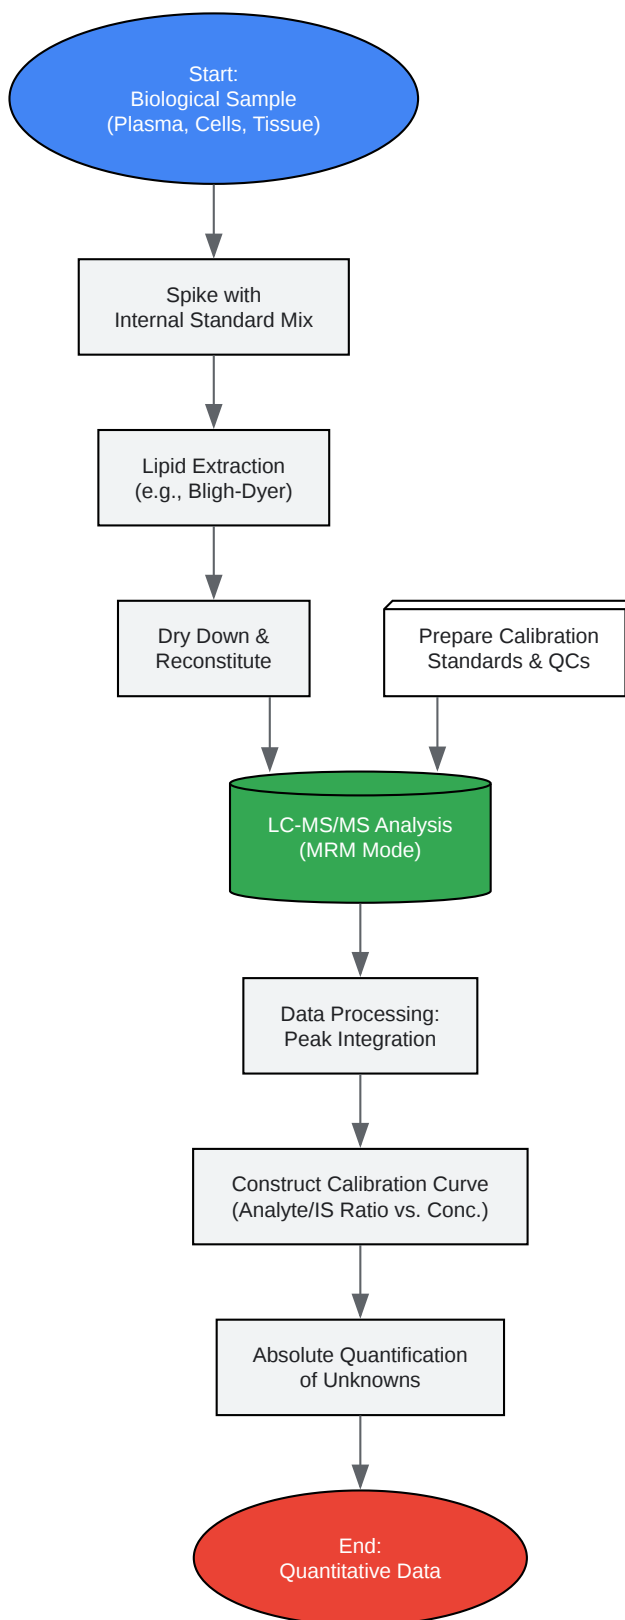 Start:
Biological Sample
(Plasma, Cells, Tissue)
Spike with
Internal Standard Mix
Lipid Extraction
(e.g., Bligh-Dyer)
Dry Down &
Reconstitute
Prepare Calibration
Standards & QCs
LC-MS/MS Analysis
(MRM Mode)
Data Processing:
Peak Integration
Construct Calibration Curve
(Analyte/IS Ratio vs. Conc.)
Absolute Quantification
of Unknowns
End:
Quantitative Data